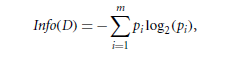 Info(D) = −∑_{i=1}^{m} p_i log_2(p_i),